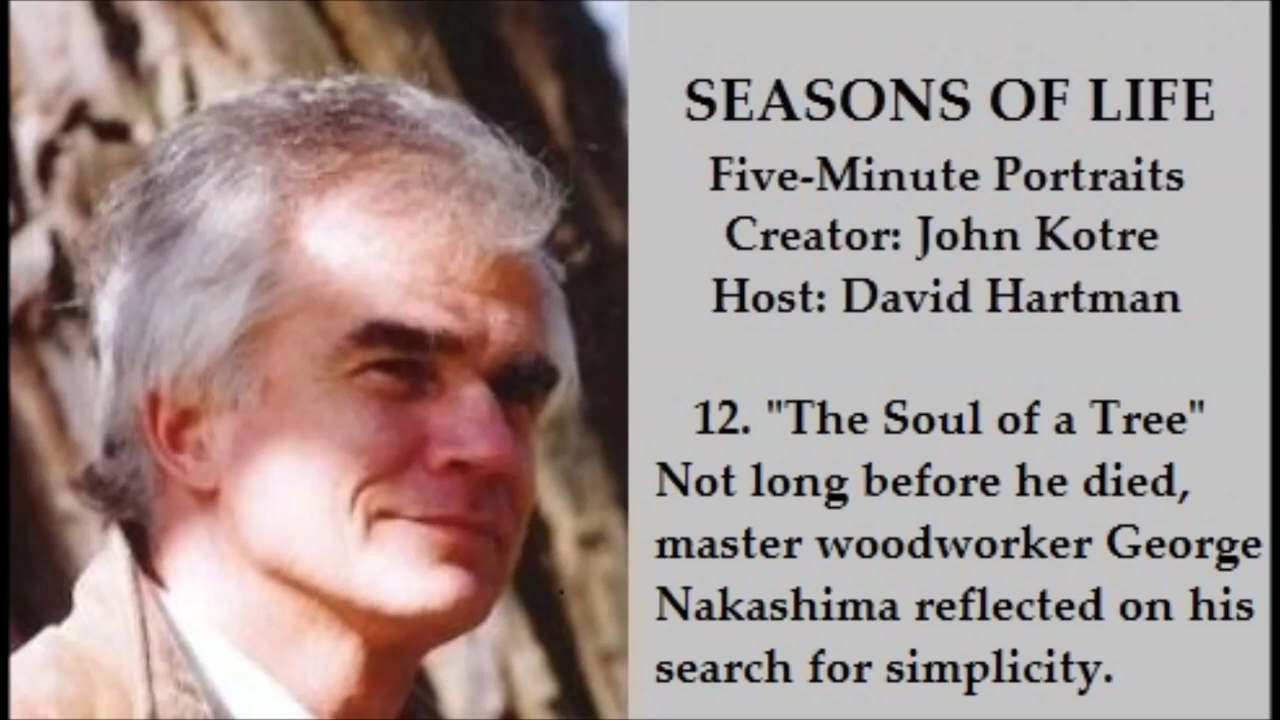 SEASONS OF LIFE
Five-Minute Portraits
Creator: John Kotre
Host: David Hartman
12. "The Soul of a Tree"
Not long before he died,
master woodworker George
Nakashima reflected on his
search for simplicity.